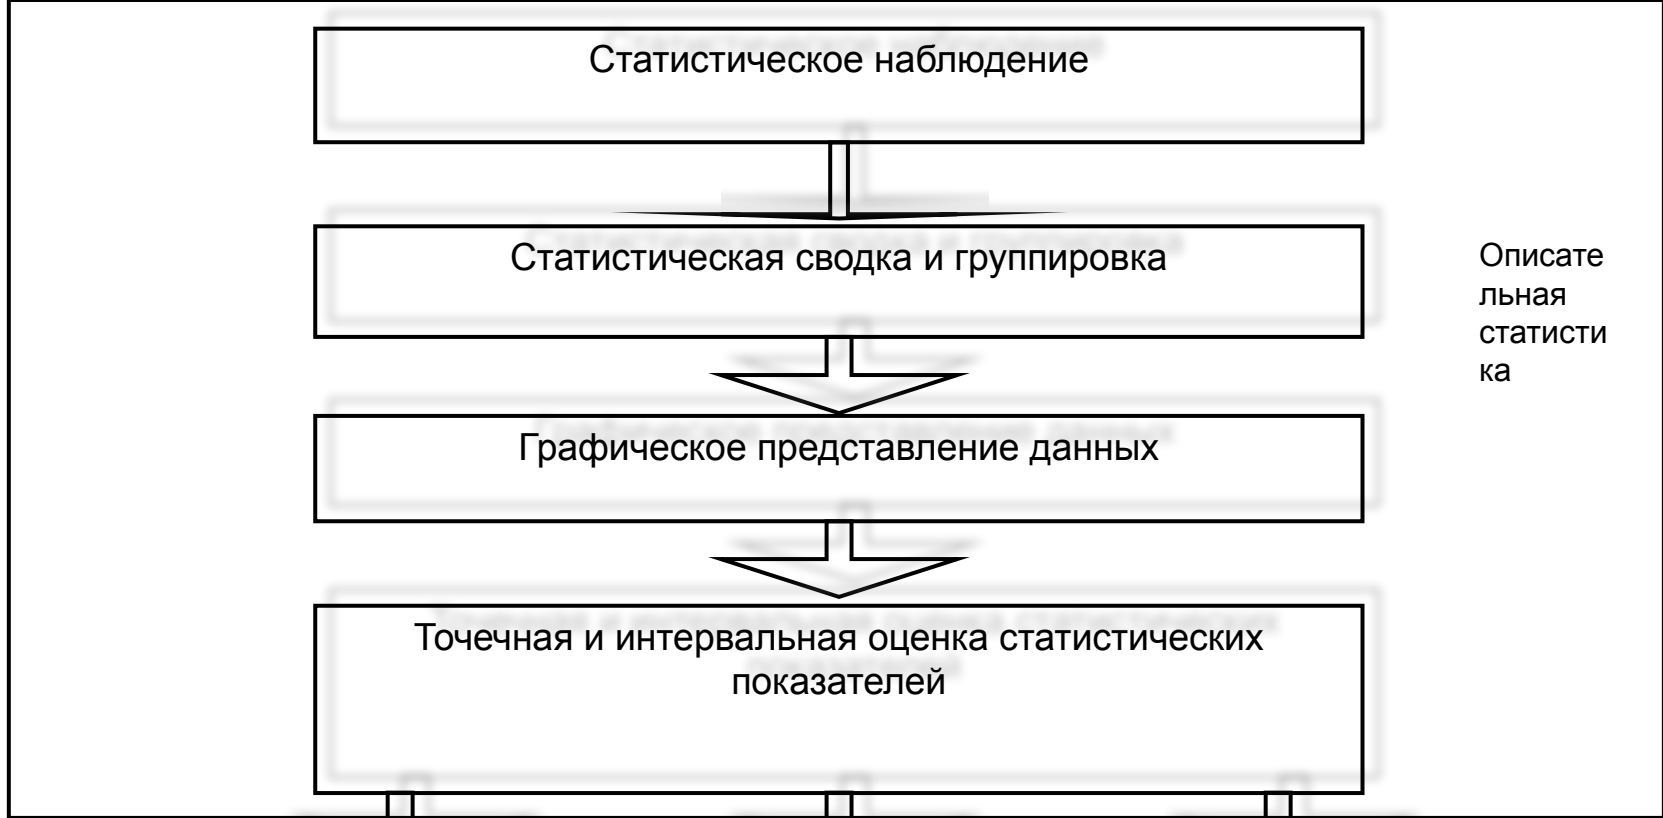 Статистическое наблюдение
Статистическая сводка и группировка
Описате
льная
статисти
ка
Графическое представление данных
Точечная и интервальная оценка статистических
показателей